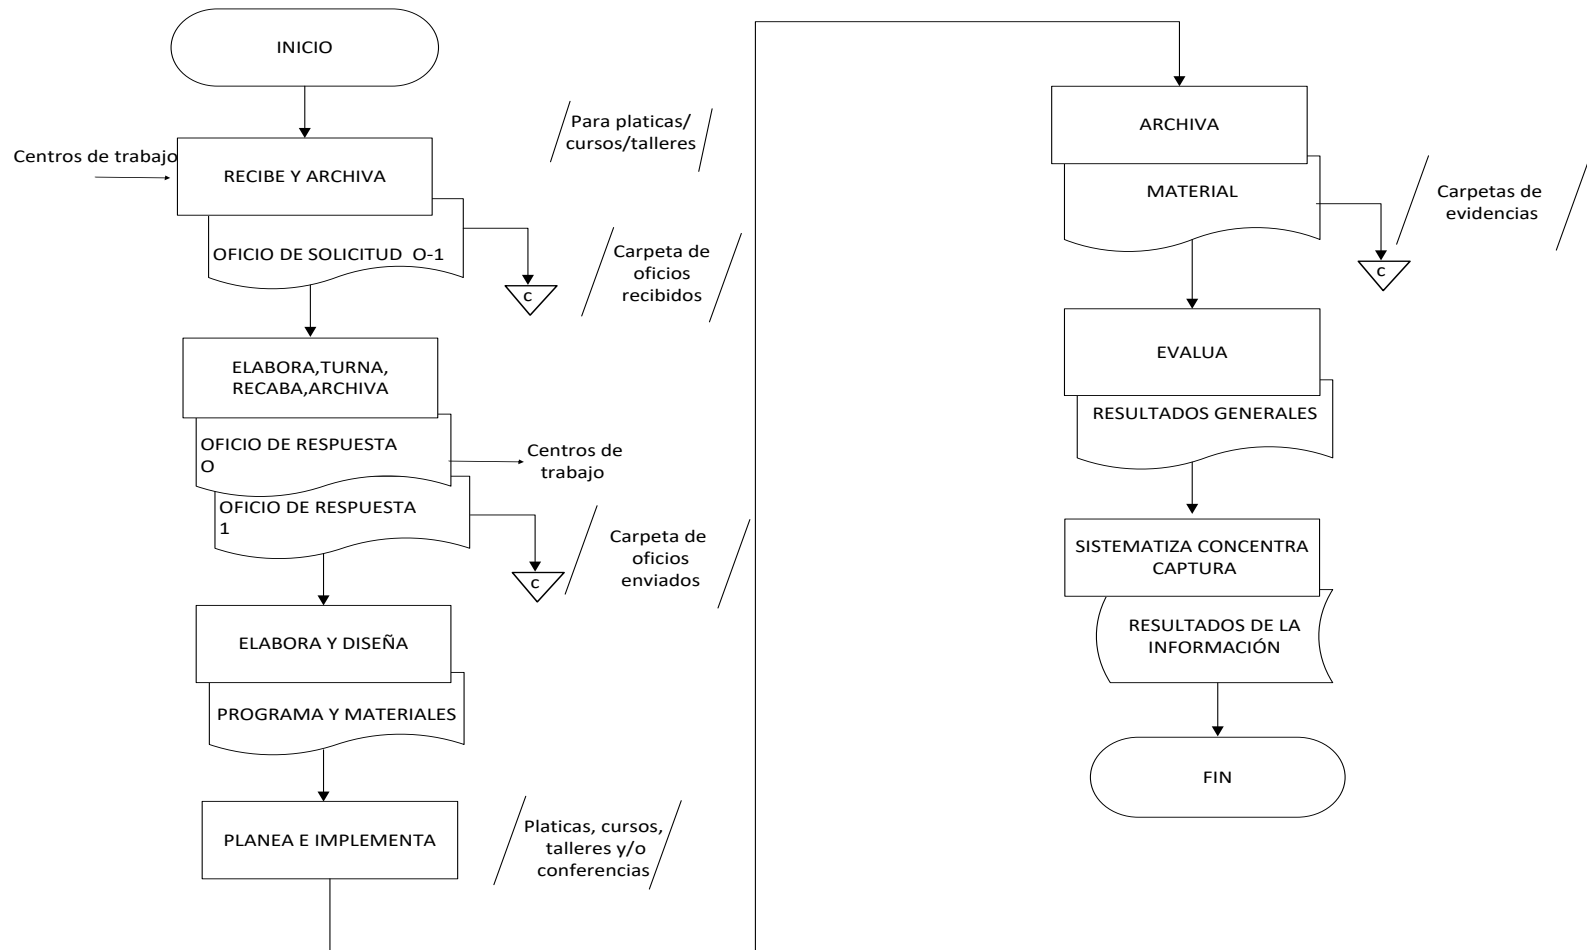 INICIO
Para platicas/
cursos/talleres
Centros de trabajo
RECIBE Y ARCHIVA
OFICIO DE SOLICITUD O-1
C
Carpeta de
oficios
recibidos
ELABORA,TURNA,
RECABA,ARCHIVA
OFICIO DE RESPUESTA
O
Centros de
trabajo
OFICIO DE RESPUESTA
1
C
Carpeta de
oficios
enviados
ELABORA Y DISEÑA
PROGRAMA Y MATERIALES
PLANEA E IMPLEMENTA
Platicas, cursos,
talleres y/o
conferencias
ARCHIVA
MATERIAL
C
Carpetas de
evidencias
EVALUA
RESULTADOS GENERALES
SISTEMATIZA CONCENTRA
CAPTURA
RESULTADOS DE LA
INFORMACIÓN
FIN